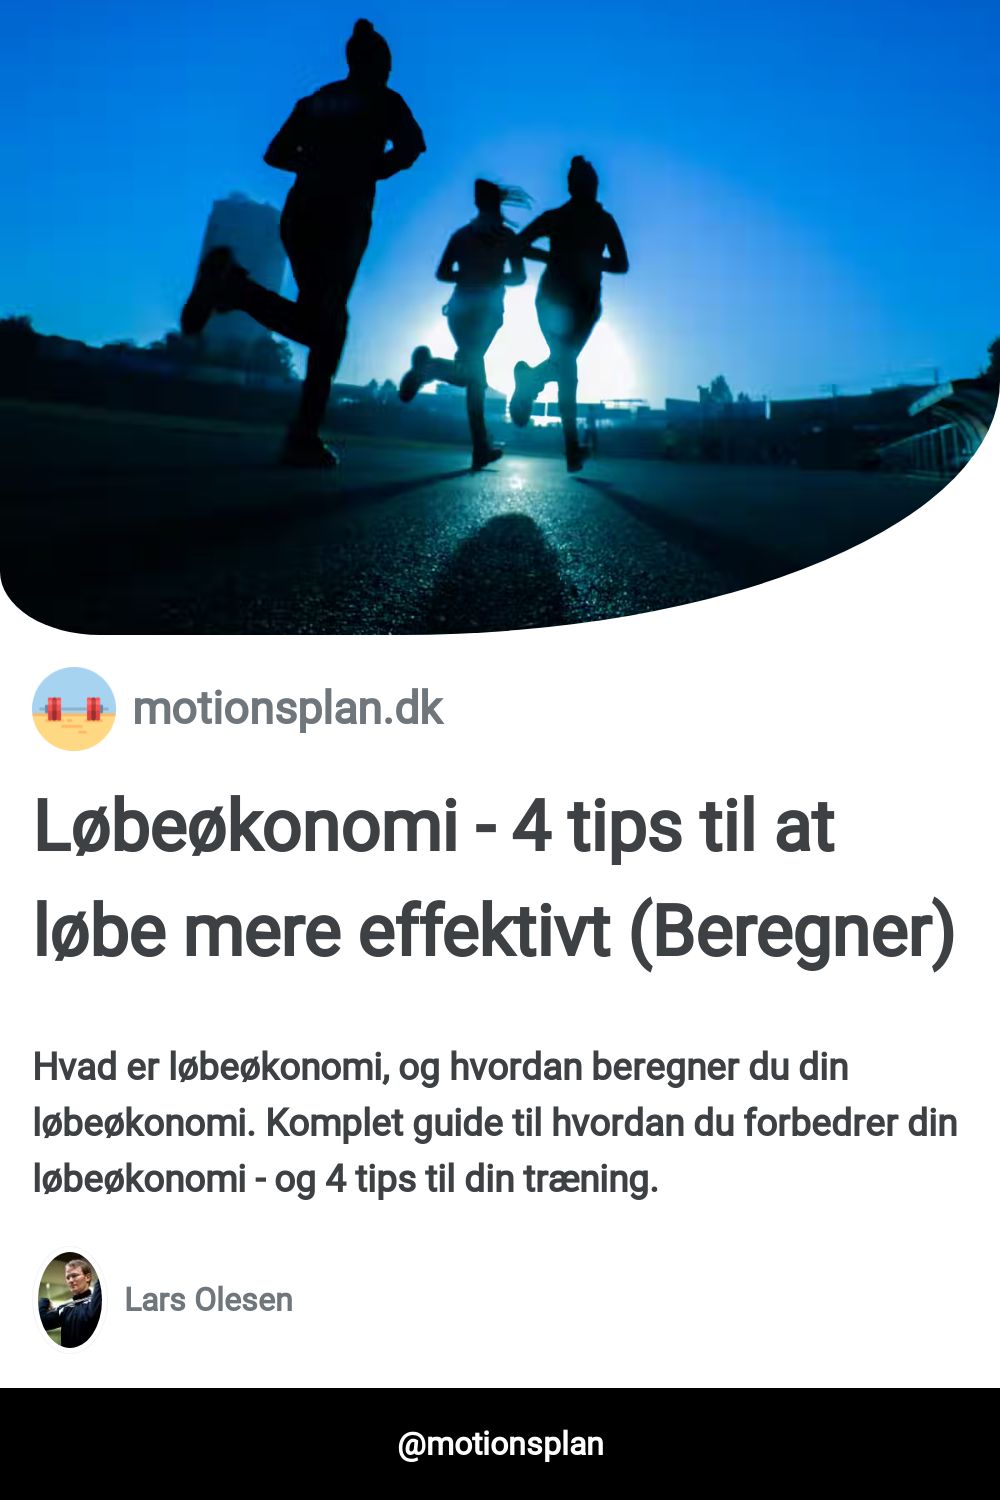 motionsplan.dk
Løbeøkonomi - 4 tips til at
løbe mere effektivt (Beregner)
Hvad er løbeøkonomi, og hvordan beregner du din
løbeøkonomi. Komplet guide til hvordan du forbedrer din
løbeøkonomi - og 4 tips til din træning.
Lars Olesen
@motionsplan